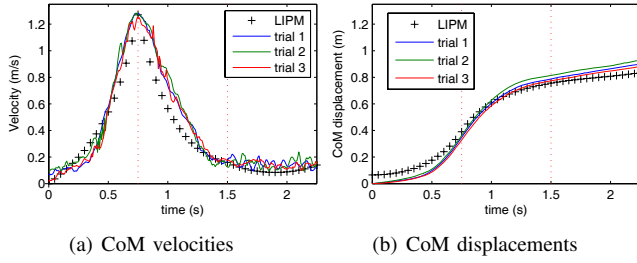 Velocity (m/s)
1.2
1
0.8
0.6
0.4
0.2
0
0 0.5 1 1.5 2
time (s)
LIPM
trial 1
trial 2
trial 3
(a) CoM velocities
CoM displacement (m)
1.2
1
0.8
0.6
0.4
0.2
0
0 0.5 1 1.5 2
time (s)
LIPM
trial 1
trial 2
trial 3
(b) CoM displacements